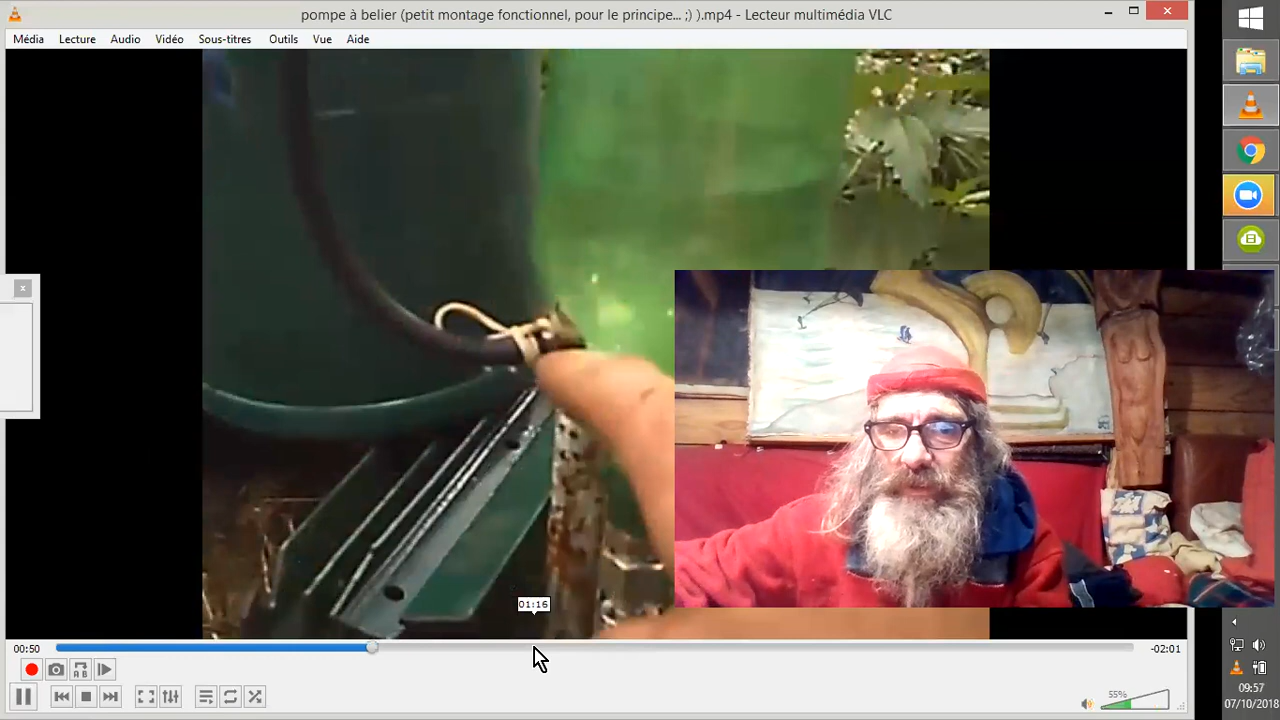 pompe à belier (petit montage fonctionnel, pour le principe... ;) ).mp4 - Lecteur multimédia VLC
Média Lecture Audio Vidéo Sous-titres Outils Vue Aide
x
01:16
00:50
-02:01
A B
55%
09:57
07/10/2018